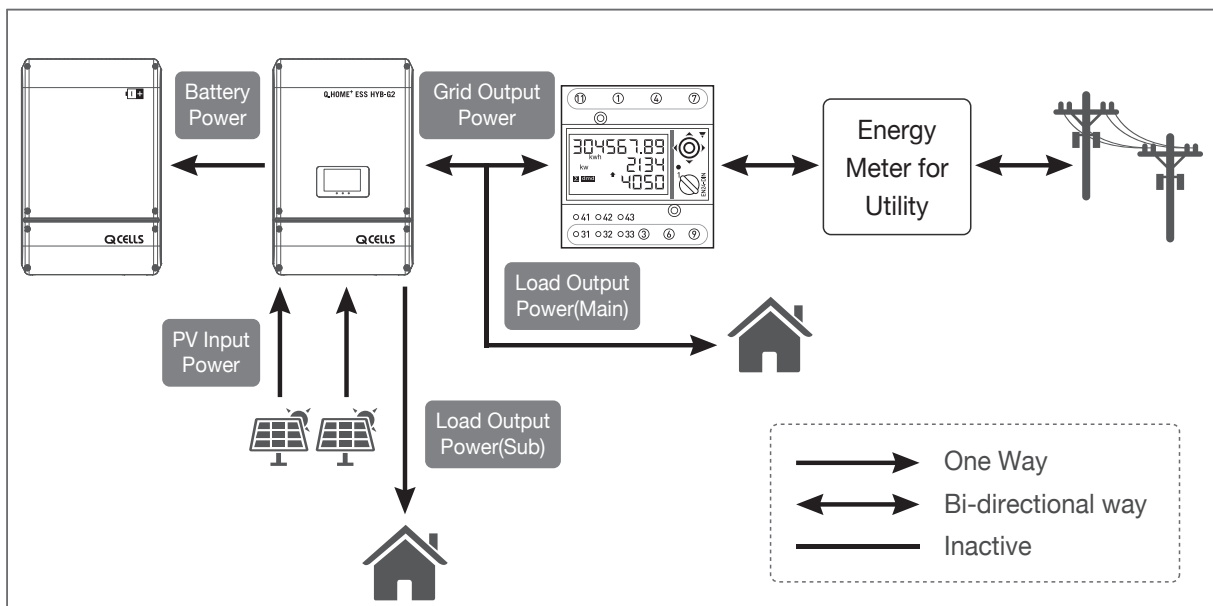 Battery
Power
Q.HOME+ ESS HYB-G2
Grid Output
Power
11 1 4 7
304567.89
kWh
2134
kw
4050
EM24-DIN
41 42 43
31 32 33 3 6 9
Energy
Meter for
Utility
QCELLS
QCELLS
PV Input
Power
Load Output
Power(Main)
Load Output
Power(Sub)
One Way
Bi-directional way
Inactive